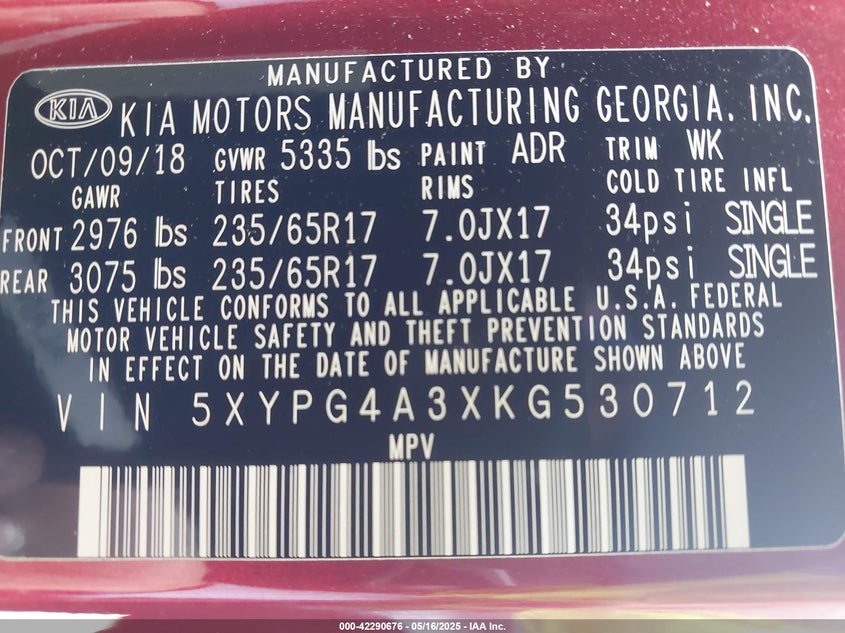 MANUFACTURED BY
KIA KIA MOTORS MANUFACTURING GEORGIA, INC.
OCT/09/18 GVWR 5335 lbs PAINT ADR TRIM WK
GAWR TIRES RIMS COLD TIRE INFL
FRONT 2976 lbs 235/65R17 7.0JX17 34psi SINGLE
REAR 3075 lbs 235/65R17 7.0JX17 34psi SINGLE
THIS VEHICLE CONFORMS TO ALL APPLICABLE U.S.A. FEDERAL
MOTOR VEHICLE SAFETY AND THEFT PREVENTION STANDARDS
IN EFFECT ON THE DATE OF MANUFACTURE SHOWN ABOVE
VIN 5XYPG4A3XKG530712
MPV
000-42290676 - 05/16/2025 - IAA Inc.